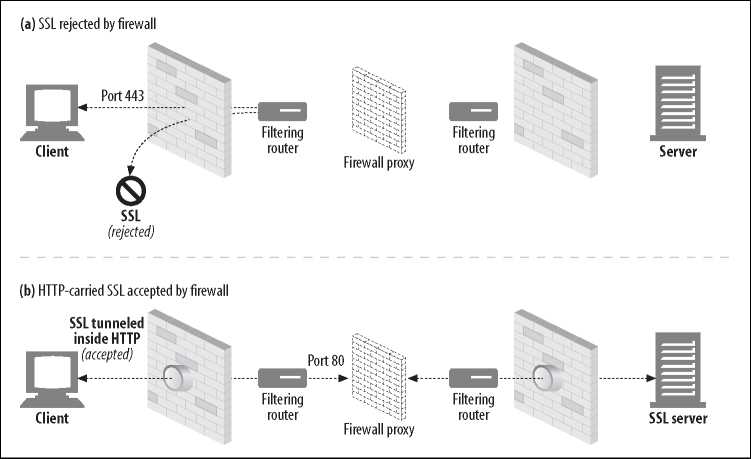 (a) SSL rejected by firewall
Port 443
Client
SSL
(rejected)
Filtering
router
Firewall proxy
Filtering
router
Server
(b) HTTP-carried SSL accepted by firewall
SSL tunneled
inside HTTP
(accepted)
Client
Filtering
router
Port 80
Firewall proxy
Filtering
router
SSL server